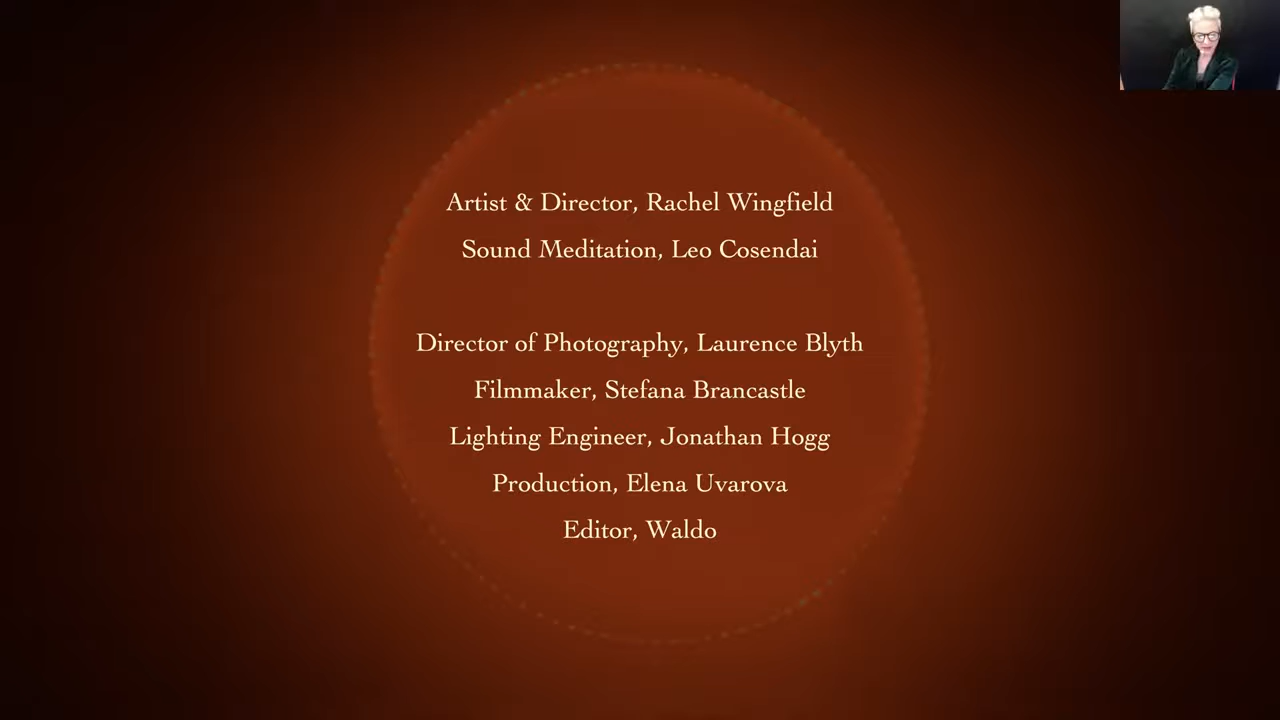 Artist & Director, Rachel Wingfield
Sound Meditation, Leo Cosendai
Director of Photography, Laurence Blyth
Filmmaker, Stefana Brancastle
Lighting Engineer, Jonathan Hogg
Production, Elena Uvarova
Editor, Waldo